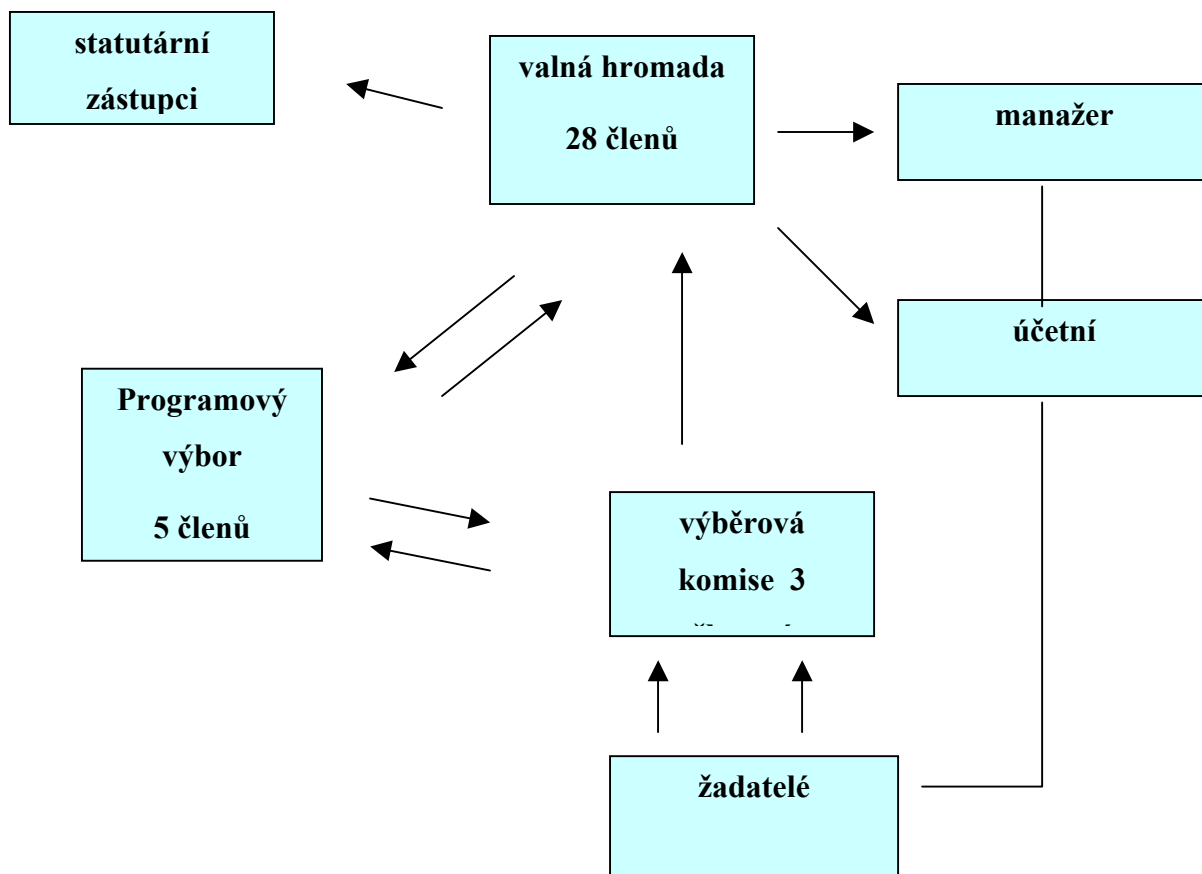 statutární
zástupci
valná hromada
28 členů
manažer
účetní
Programový
výbor
5 členů
výběrová
komise 3
žadatelé